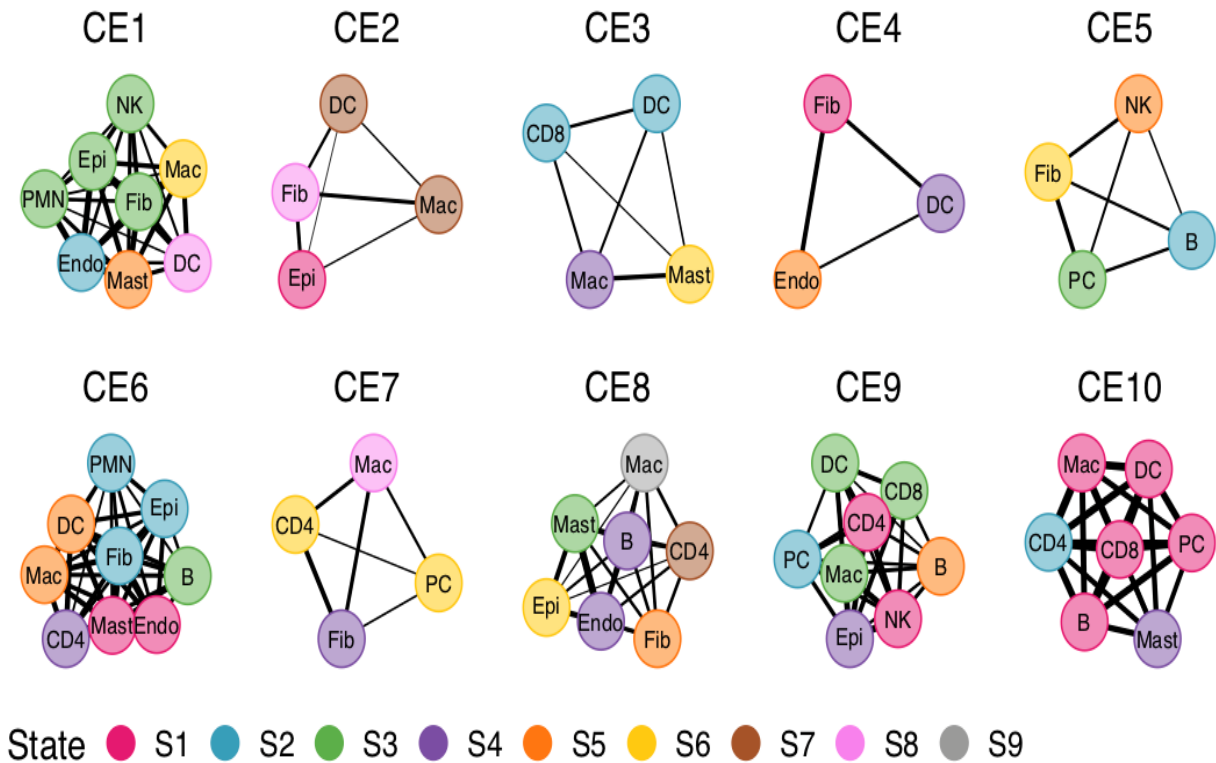 CE1 CE2 CE3 CE4 CE5
NK DC DC Fib NK
Epi Mac CD8 Fib
PMN Fib Fib Mac DC B
Endo Mast DC Epi Mac Mast Endo PC
CE6 CE7 CE8 CE9 CE10
PMN Mac Mac DC Mac DC
Epi CD8
DC Fib CD4 Mast B CD4 CD4 PC CD4 CD8 PC
Mac B PC Epi Mac B
CD4 Mast Endo Fib Endo Fib Epi NK B Mast
State S1 S2 S3 S4 S5 S6 S7 S8 S9